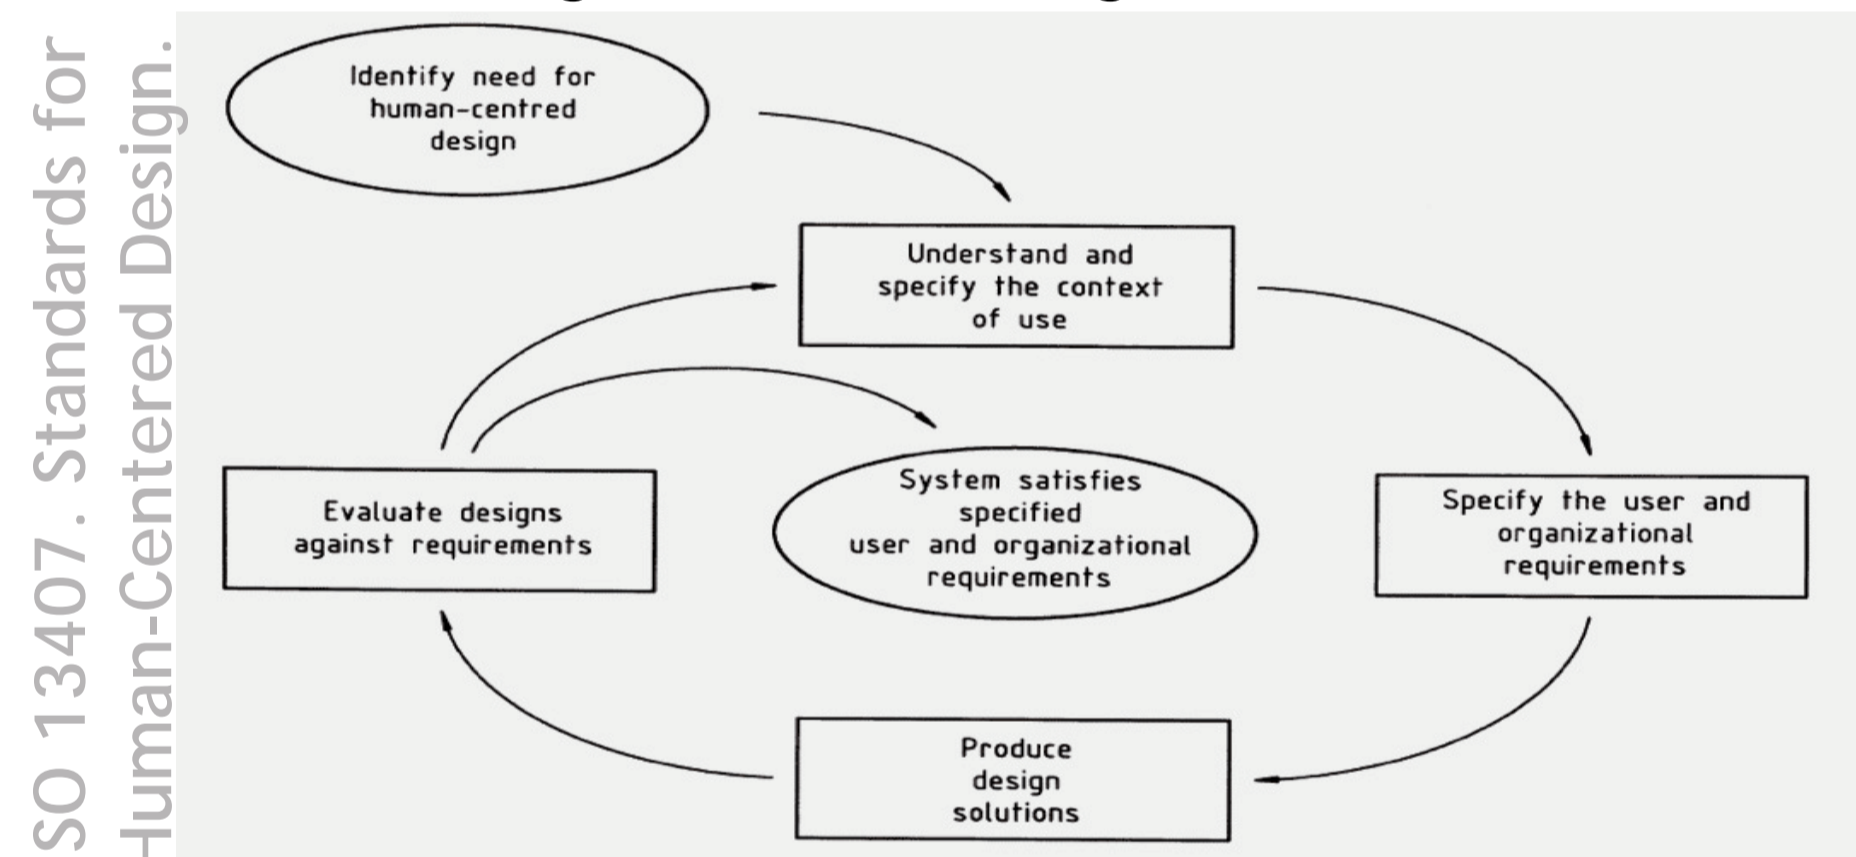 SO 13407. Standards for
Human-Centered Design.
Identify need for
human-centred
design
Understand and
specify the context
of use
Evaluate designs
against requirements
System satisfies
specified
user and organizational
requirements
Specify the user and
organizational
requirements
Produce
design
solutions